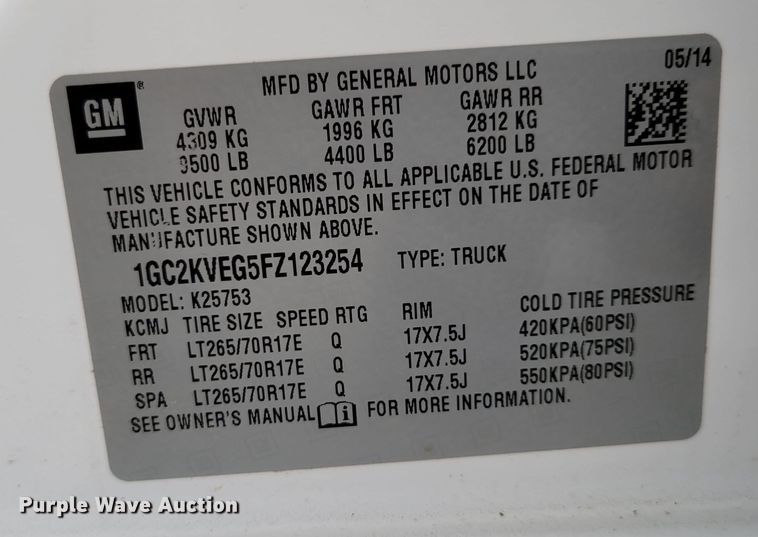 05/14
GM ®
MFD BY GENERAL MOTORS LLC
GVWR GAWR FRT GAWR RR
4309 KG 1996 KG 2812 KG
9500 LB 4400 LB 6200 LB
THIS VEHICLE CONFORMS TO ALL APPLICABLE U.S. FEDERAL MOTOR
VEHICLE SAFETY STANDARDS IN EFFECT ON THE DATE OF
MANUFACTURE SHOWN ABOVE.
1GC2KVEG5FZ123254 TYPE: TRUCK
MODEL: K25753
KCMJ TIRE SIZE SPEED RTG RIM COLD TIRE PRESSURE
FRT LT265/70R17E Q 17X7.5J 420KPA(60PSI)
RR LT265/70R17E Q 17X7.5J 520KPA(75PSI)
SPA LT265/70R17E Q 17X7.5J 550KPA(80PSI)
SEE OWNER'S MANUAL i FOR MORE INFORMATION.
Purple Wave Auction